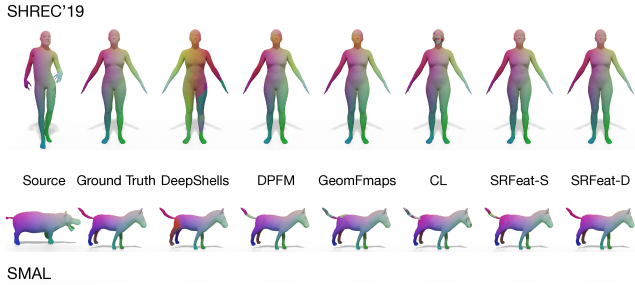 SHREC'19
Source Ground Truth DeepShells DPFM GeomFmaps CL SRFeat-S SRFeat-D
SMAL